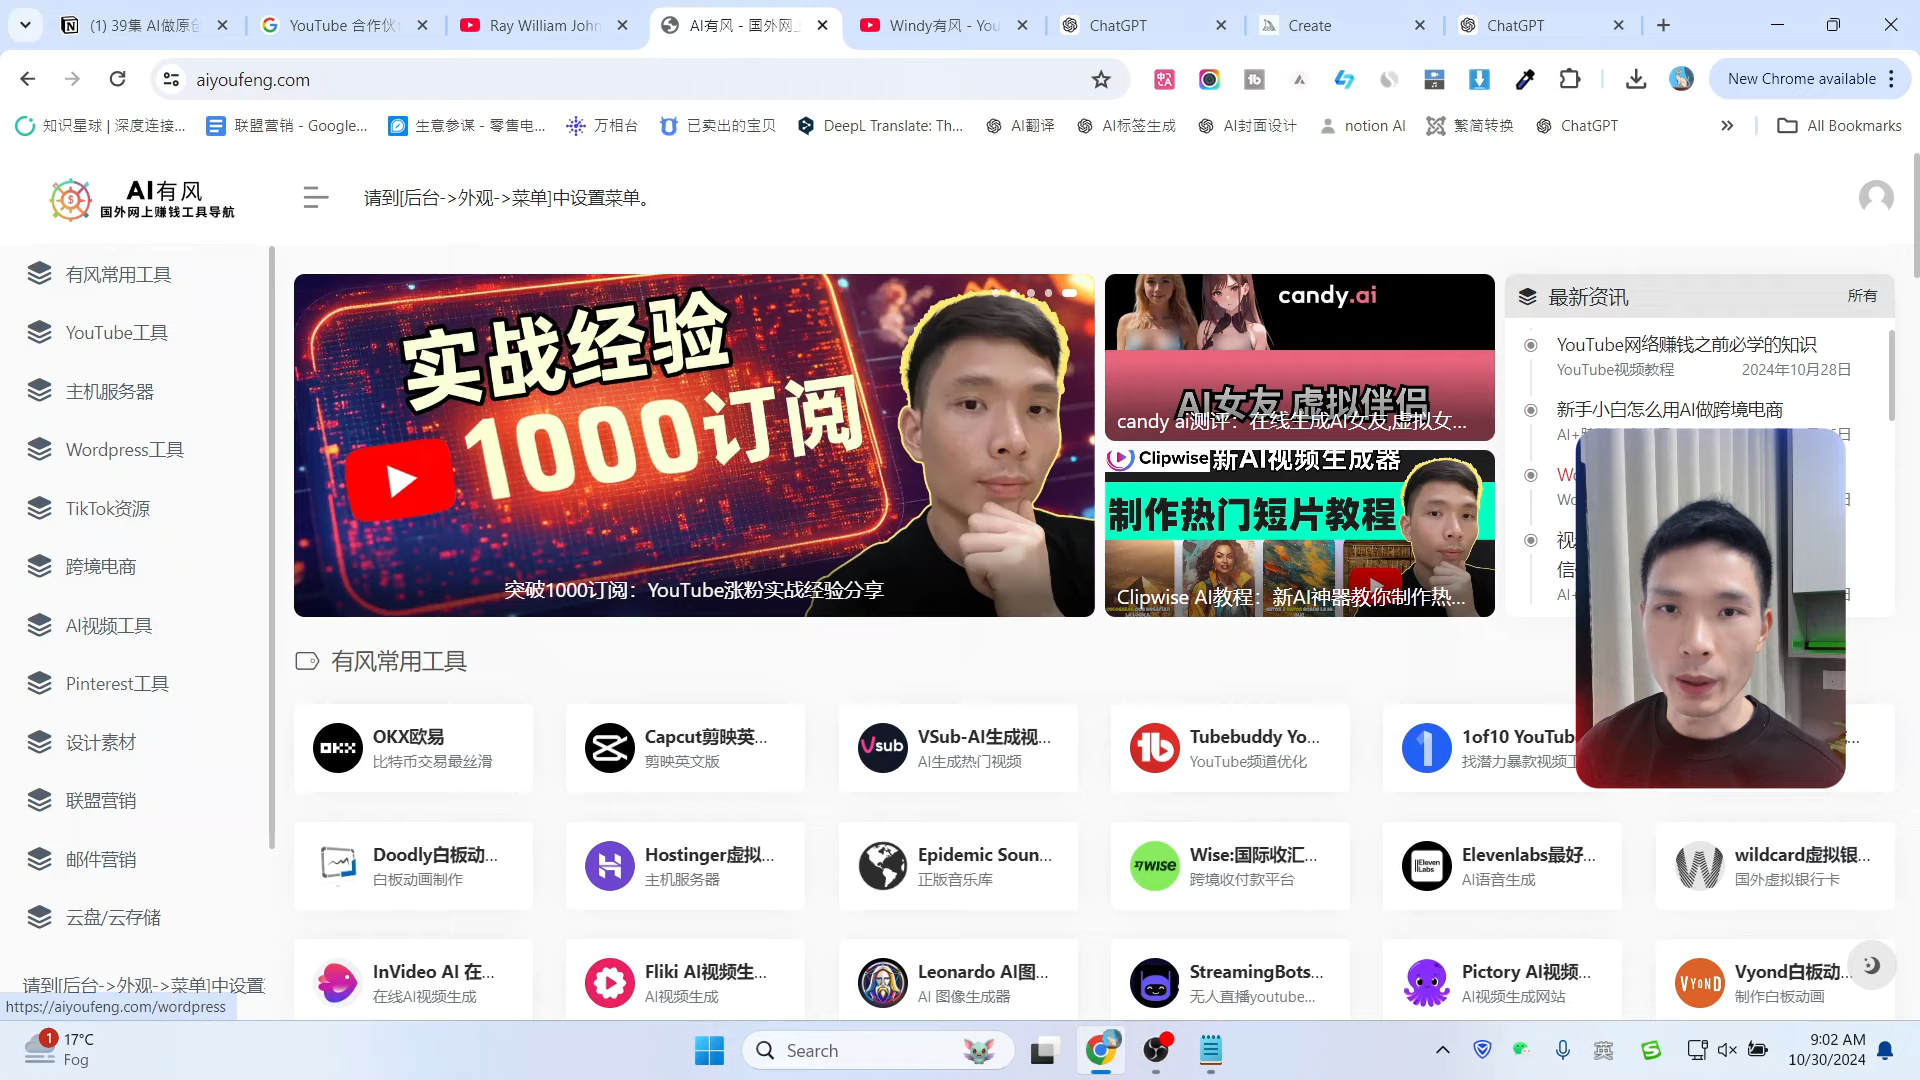 (1) 39集 AI做原创
YouTube 合作伙
Ray William John
AI有风 - 国外网
Windy有风 - You
ChatGPT
Create
ChatGPT
aiyoufeng.com
New Chrome available
知识星球 | 深度连接...
联盟营销 - Google...
生意参谋 - 零售电...
万相台
已卖出的宝贝
DeepL Translate: Th...
AI翻译
AI标签生成
AI封面设计
notion AI
繁简转换
ChatGPT
All Bookmarks
AI有风
国外网上赚钱工具导航
请到[后台->外观->菜单]中设置菜单。
有风常用工具
YouTube工具
主机服务器
Wordpress工具
TikTok资源
跨境电商
AI视频工具
Pinterest工具
设计素材
联盟营销
邮件营销
云盘/云存储
请到[后台->外观->菜单]中设置
https://aiyoufeng.com/wordpress
实战经验
1000订阅
突破1000订阅：YouTube涨粉实战经验分享
candy.ai
AI女友 虚拟伴侣
candy ai测评：在线生成AI女友,虚拟女...
Clipwise新AI视频生成器
制作热门短片教程
Clipwise AI教程：新AI神器教你制作热...
最新资讯
所有
YouTube网络赚钱之前必学的知识
YouTube视频教程
2024年10月28日
新手小白怎么用AI做跨境电商
有风常用工具
OKX
OKX欧易
比特币交易最丝滑
Capcut剪映英...
剪映英文版
Vsub
VSub-AI生成视...
AI生成热门视频
Tubebuddy Yo...
YouTube频道优化
1of10 YouTub
找潜力暴款视频工
Doodly白板动...
白板动画制作
Hostinger虚拟...
主机服务器
Epidemic Soun...
正版音乐库
WISE
Wise:国际收汇...
跨境收付款平台
Eleven
Labs
Elevenlabs最好...
AI语音生成
wildcard虚拟银...
国外虚拟银行卡
InVideo AI 在...
在线AI视频生成
Fliki AI视频生...
AI视频生成
Leonardo AI图...
AI 图像生成器
StreamingBots...
无人直播youtube...
Pictory AI视频...
AI视频生成网站
VYOND
Vyond白板动...
制作白板动画
1
17°C
Fog
Search
英
9:02 AM
10/30/2024